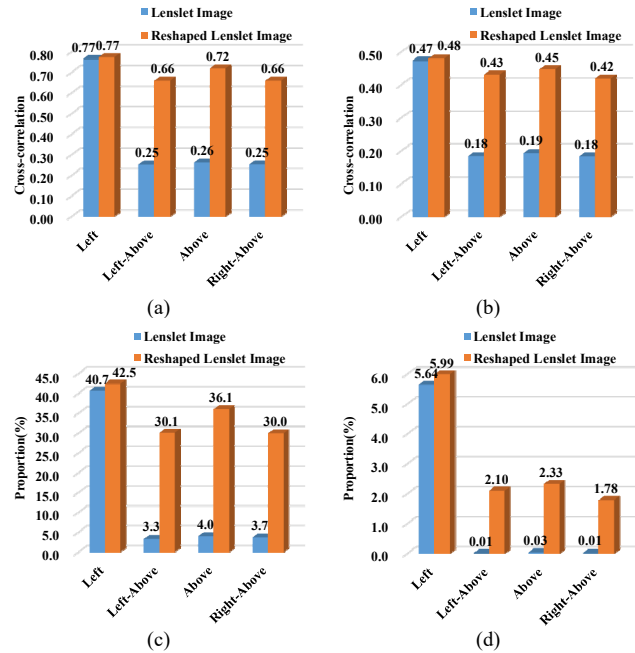 Lenslet Image
Reshaped Lenslet Image
0.80
0.70
0.60
0.50
0.40
0.30
0.20
0.10
0.00
Cross-correlation
0.77 0.77
0.25 0.66
0.26 0.72
0.25 0.66
Left
Left-Above
Above
Right-Above
(a)
Lenslet Image
Reshaped Lenslet Image
0.50
0.40
0.30
0.20
0.10
0.00
Cross-correlation
0.47 0.48
0.18 0.43
0.19 0.45
0.18 0.42
Left
Left-Above
Above
Right-Above
(b)
Lenslet Image
Reshaped Lenslet Image
45.0
40.0
35.0
30.0
25.0
20.0
15.0
10.0
5.0
0.0
Proportion(%)
40.7 42.5
3.3 30.1
4.0 36.1
3.7 30.0
Left
Left-Above
Above
Right-Above
(c)
Lenslet Image
Reshaped Lenslet Image
6.0
5.0
4.0
3.0
2.0
1.0
0.0
Proportion(%)
5.64 5.99
0.01 2.10
0.03 2.33
0.01 1.78
Left
Left-Above
Above
Right-Above
(d)